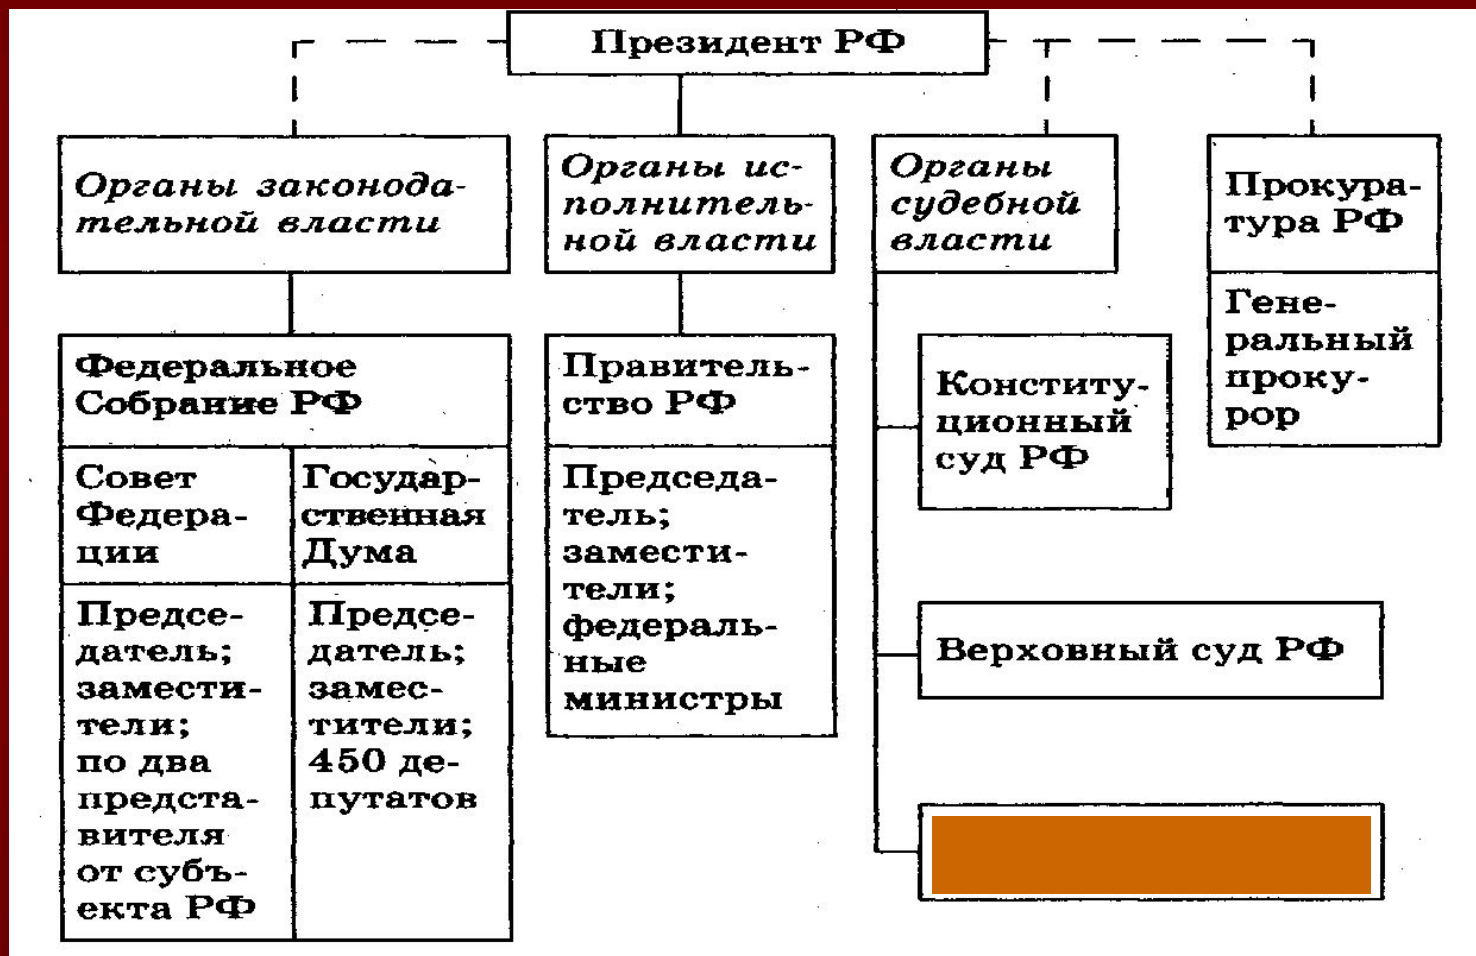 Президент РФ
Органы законода-
тельной власти
Органы ис-
полнитель-
ной власти
Органы
судебной
власти
Прокура-
тура РФ
Гене-
ральный
проку-
рор
Федеральное
Собрание РФ
Совет
Федера-
ции
Государ-
ственная
Дума
Предсе-
датель;
замести-
тели;
по два
предста-
вителя
от субъ-
екта РФ
Предсе-
датель;
замес-
тители;
450 де-
путатов
Правитель-
ство РФ
Председа-
тель;
замести-
тели;
федераль-
ные
министры
Конститу-
ционный
суд РФ
Верховный суд РФ